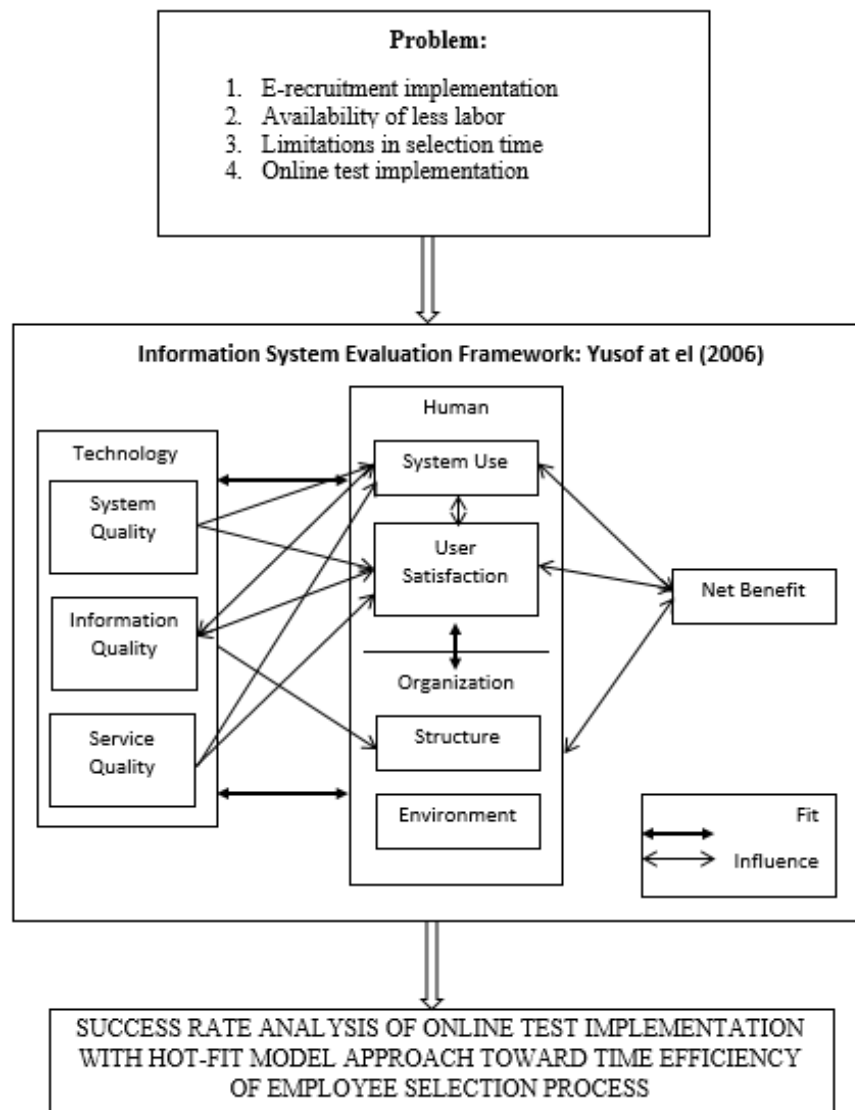 Problem:
1. E-recruitment implementation
2. Availability of less labor
3. Limitations in selection time
4. Online test implementation
Information System Evaluation Framework: Yusof at el (2006)
Technology
System
Quality
Information
Quality
Service
Quality
Human
System Use
User
Satisfaction
Organization
Structure
Environment
Net Benefit
Fit
Influence
SUCCESS RATE ANALYSIS OF ONLINE TEST IMPLEMENTATION
WITH HOT-FIT MODEL APPROACH TOWARD TIME EFFICIENCY
OF EMPLOYEE SELECTION PROCESS